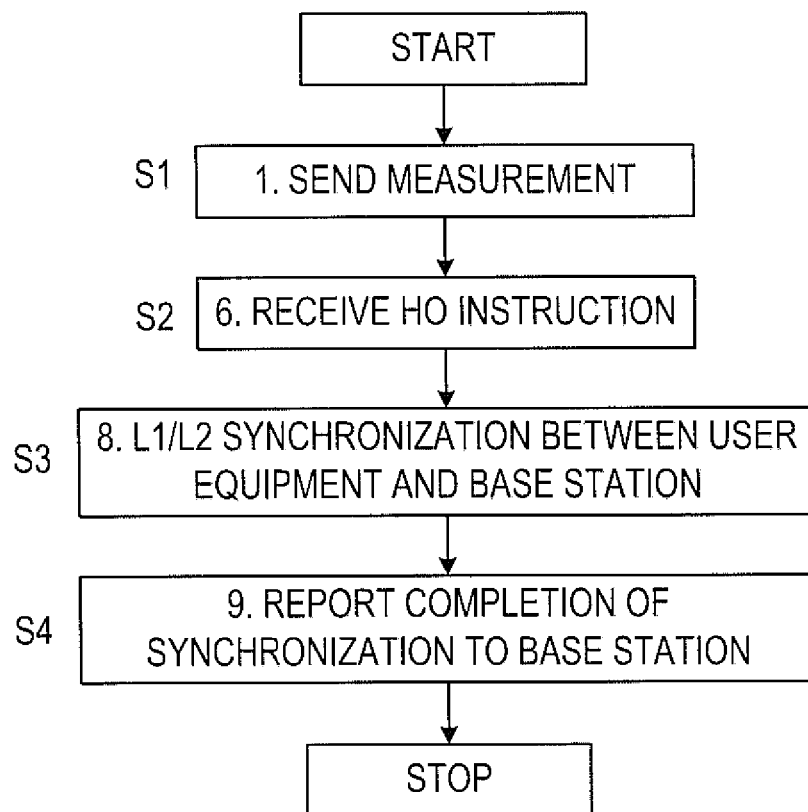 START
S1
1. SEND MEASUREMENT
S2
6. RECEIVE HO INSTRUCTION
S3
8. L1/L2 SYNCHRONIZATION BETWEEN USER
EQUIPMENT AND BASE STATION
S4
9. REPORT COMPLETION OF
SYNCHRONIZATION TO BASE STATION
STOP